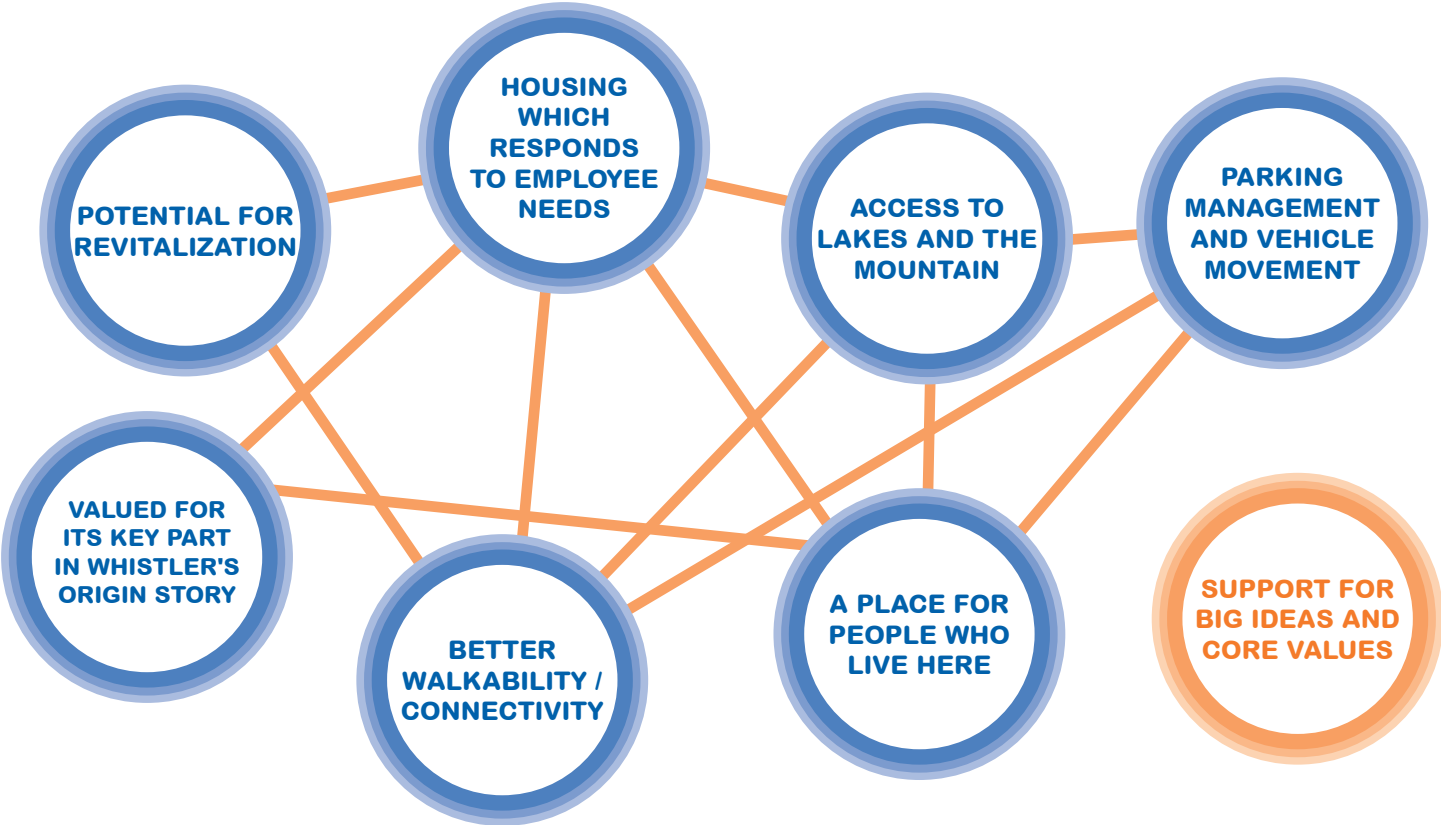 POTENTIAL FOR
REVITALIZATION
HOUSING
WHICH
RESPONDS
TO EMPLOYEE
NEEDS
ACCESS TO
LAKES AND THE
MOUNTAIN
PARKING
MANAGEMENT
AND VEHICLE
MOVEMENT
VALUED FOR
ITS KEY PART
IN WHISTLER'S
ORIGIN STORY
BETTER
WALKABILITY /
CONNECTIVITY
A PLACE FOR
PEOPLE WHO
LIVE HERE
SUPPORT FOR
BIG IDEAS AND
CORE VALUES